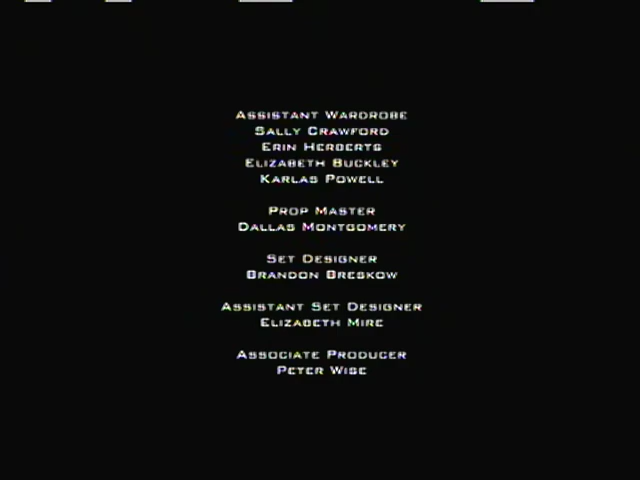 Assistant Wardrobe
Sally Crawford
Erin Herberts
Elizabeth Buckley
Karlas Powell
Prop Master
Dallas Montgomery
Set Designer
Brandon Breskow
Assistant Set Designer
Elizabeth Mire
Associate Producer
Peter Wise